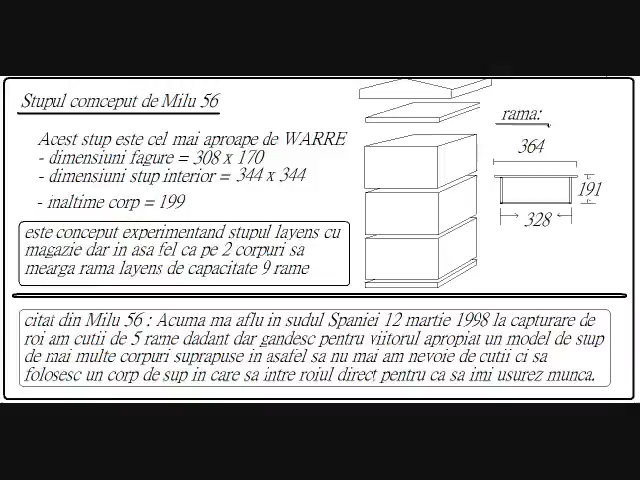 Stupul comceput de Milu 56
rama:
Acest stup este cel mai aproape de WARRE
- dimensiuni fagure = 308 x 170
- dimensiuni stup interior = 344 x 344
- inaltime corp = 199
364
191
328
este conceput experimentand stupul layens cu
magazie dar in asa fel ca pe 2 corpuri sa
mearga rama layens de capacitate 9 rame
citat din Milu 56 : Acuma ma aflu in sudul Spaniei 12 martie 1998 la capturare de
roi am cutii de 5 rame dadant dar gandesc pentru viitorul apropiat un model de stup
de mai multe corpuri suprapuse in asafel sa nu mai am nevoie de cutii ci sa
folosesc un corp de sup in care sa intre roiul direct pentru ca sa imi usurez munca.